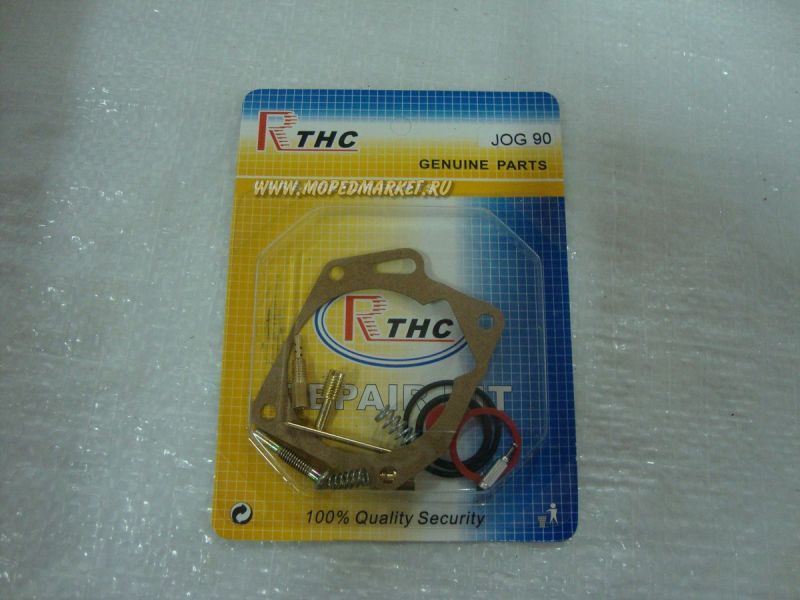 RTHC
JOG 90
GENUINE PARTS
WWW.MOPEDMARKET.RU
RTHC
100% Quality Security